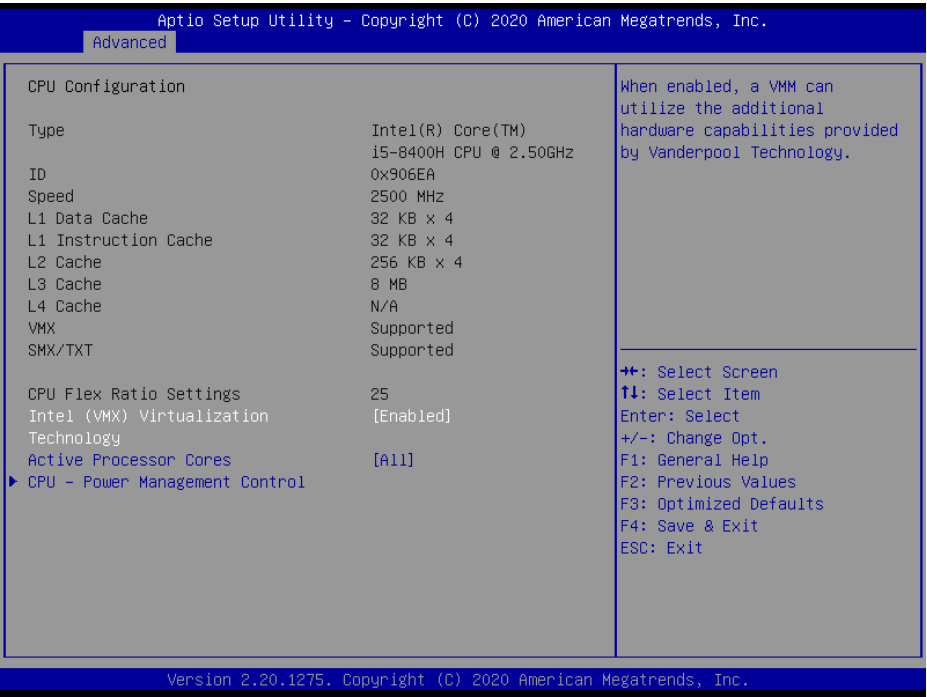 Aptio Setup Utility – Copyright (C) 2020 American Megatrends, Inc.
Advanced
CPU Configuration
Type Intel(R) Core(TM)
i5-8400H CPU @ 2.50GHz
ID 0x906EA
Speed 2500 MHz
L1 Data Cache 32 KB x 4
L1 Instruction Cache 32 KB x 4
L2 Cache 256 KB x 4
L3 Cache 8 MB
L4 Cache N/A
VMX Supported
SMX/TXT Supported
CPU Flex Ratio Settings 25
Intel (VMX) Virtualization [Enabled]
Technology
Active Processor Cores [All]
CPU – Power Management Control
When enabled, a VMM can
utilize the additional
hardware capabilities provided
by Vanderpool Technology.
→←: Select Screen
↑↓: Select Item
Enter: Select
+/-: Change Opt.
F1: General Help
F2: Previous Values
F3: Optimized Defaults
F4: Save & Exit
ESC: Exit
Version 2.20.1275. Copyright (C) 2020 American Megatrends, Inc.